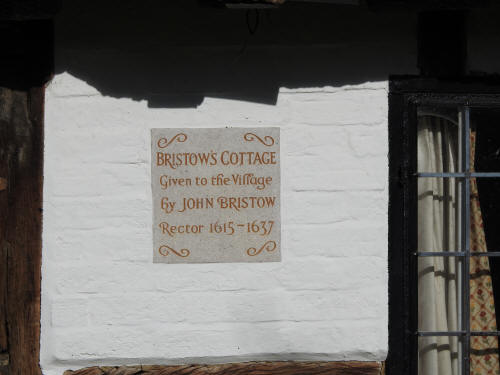 BRISTOW'S COTTAGE
Given to the Village
by JOHN BRISTOW
Rector 1615-1637